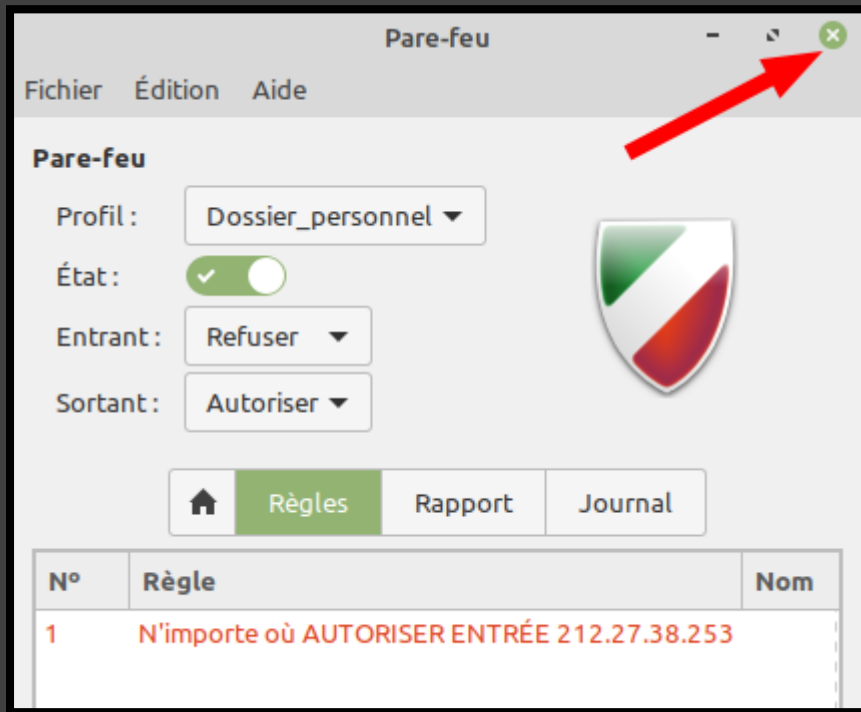 Pare-feu
Fichier Édition Aide
Pare-feu
Profil : Dossier_personnel
État :
Entrant : Refuser
Sortant : Autoriser
Règles Rapport Journal
Nº Règle Nom
1 N'importe où AUTORISER ENTRÉE 212.27.38.253